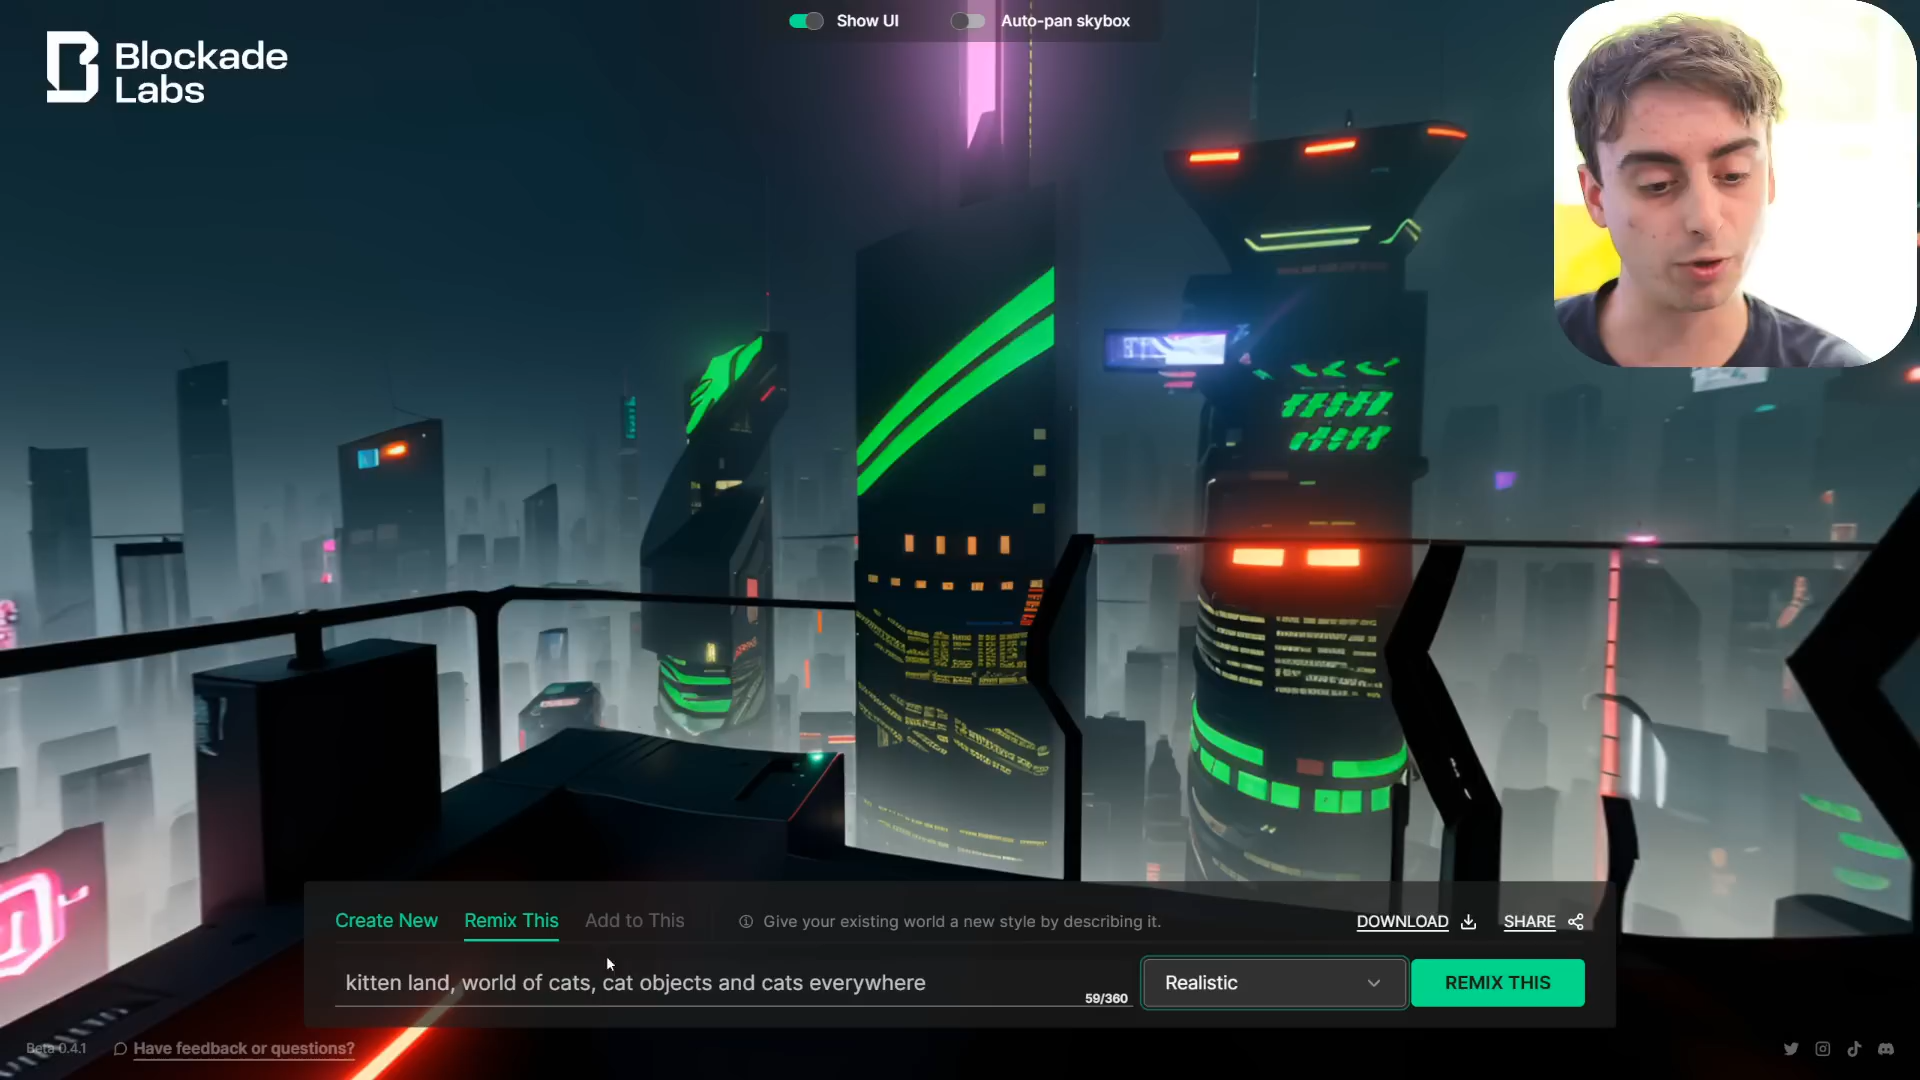 Show UI
Auto-pan skybox
Blockade
Labs
Create New
Remix This
Add to This
Give your existing world a new style by describing it.
DOWNLOAD
SHARE
kitten land, world of cats, cat objects and cats everywhere
59/360
Realistic
REMIX THIS
Beta 0.4.1
Have feedback or questions?